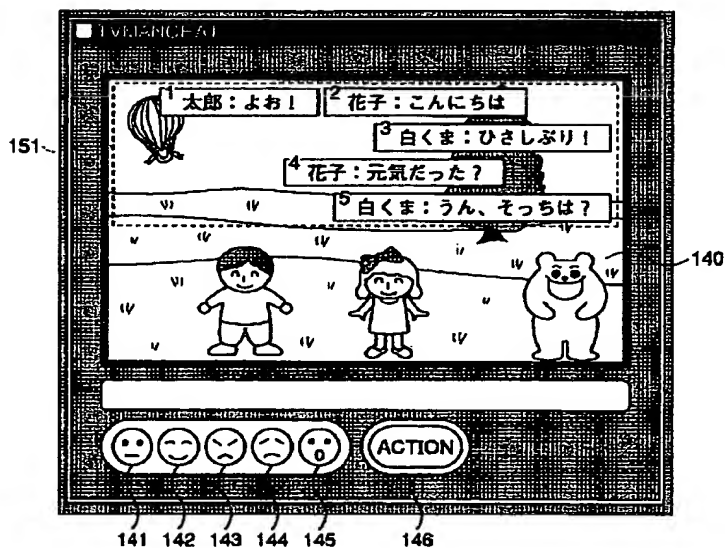 1 太郎：よお！ 2 花子：こんにちは
3 白くま：ひさしぶり！
151
4 花子：元気だった？
5 白くま：うん、そっちは？
140
ACTION
141 142 143 144 145 146